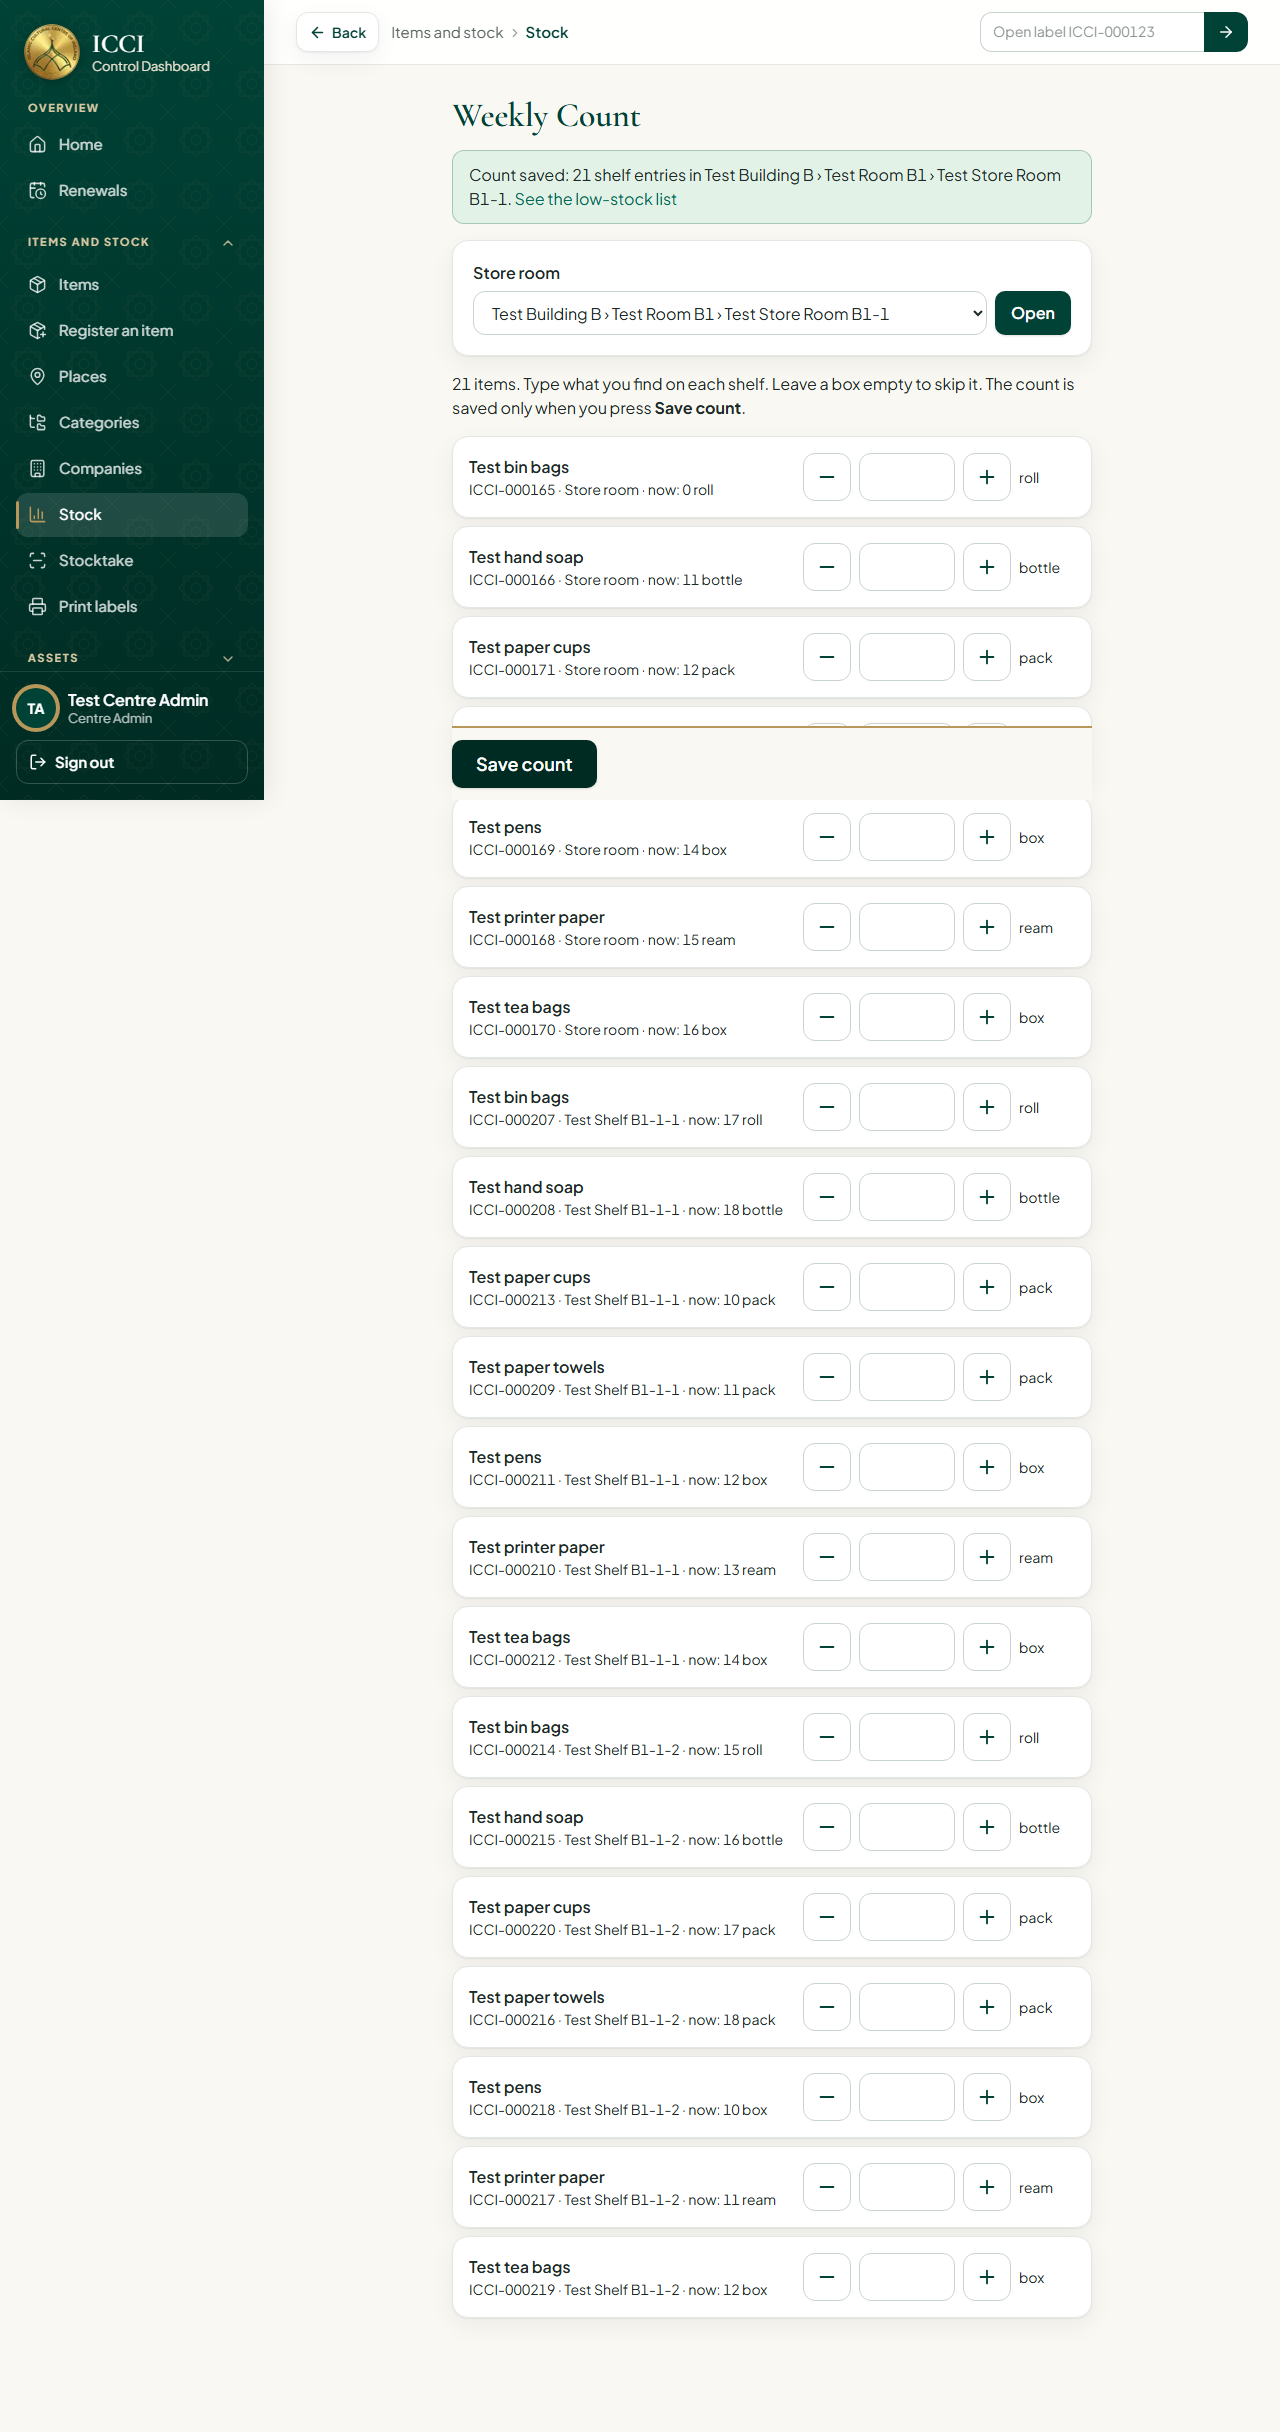 ICCI
Control Dashboard
OVERVIEW
Home
Renewals
ITEMS AND STOCK
Items
Register an item
Places
Categories
Companies
Stock
Stocktake
Print labels
ASSETS
TA
Test Centre Admin
Centre Admin
Sign out
Back
Items and stock › Stock
Open label ICCI-000123
Weekly Count
Count saved: 21 shelf entries in Test Building B › Test Room B1 › Test Store Room
B1-1. See the low-stock list
Store room
Test Building B › Test Room B1 › Test Store Room B1-1
Open
21 items. Type what you find on each shelf. Leave a box empty to skip it. The count is
saved only when you press Save count.
Test bin bags
ICCI-000165 · Store room · now: 0 roll
roll
Test hand soap
ICCI-000166 · Store room · now: 11 bottle
bottle
Test paper cups
ICCI-000171 · Store room · now: 12 pack
pack
Save count
Test pens
ICCI-000169 · Store room · now: 14 box
box
Test printer paper
ICCI-000168 · Store room · now: 15 ream
ream
Test tea bags
ICCI-000170 · Store room · now: 16 box
box
Test bin bags
ICCI-000207 · Test Shelf B1-1-1 · now: 17 roll
roll
Test hand soap
ICCI-000208 · Test Shelf B1-1-1 · now: 18 bottle
bottle
Test paper cups
ICCI-000213 · Test Shelf B1-1-1 · now: 10 pack
pack
Test paper towels
ICCI-000209 · Test Shelf B1-1-1 · now: 11 pack
pack
Test pens
ICCI-000211 · Test Shelf B1-1-1 · now: 12 box
box
Test printer paper
ICCI-000210 · Test Shelf B1-1-1 · now: 13 ream
ream
Test tea bags
ICCI-000212 · Test Shelf B1-1-1 · now: 14 box
box
Test bin bags
ICCI-000214 · Test Shelf B1-1-2 · now: 15 roll
roll
Test hand soap
ICCI-000215 · Test Shelf B1-1-2 · now: 16 bottle
bottle
Test paper cups
ICCI-000220 · Test Shelf B1-1-2 · now: 17 pack
pack
Test paper towels
ICCI-000216 · Test Shelf B1-1-2 · now: 18 pack
pack
Test pens
ICCI-000218 · Test Shelf B1-1-2 · now: 10 box
box
Test printer paper
ICCI-000217 · Test Shelf B1-1-2 · now: 11 ream
ream
Test tea bags
ICCI-000219 · Test Shelf B1-1-2 · now: 12 box
box